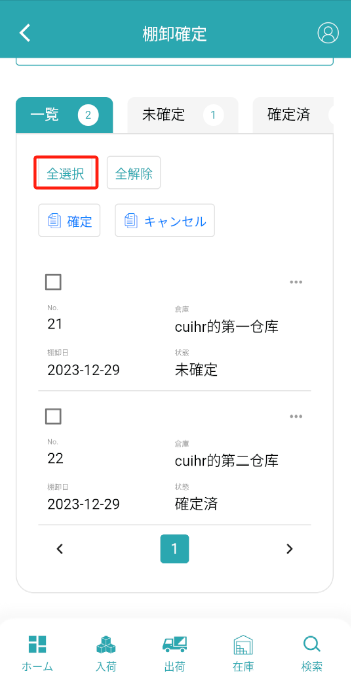 棚卸確定
一覧 2 未確定 1 確定済
全選択 全解除
確定 キャンセル
No. 倉庫
21 cuihr的第一仓库
棚卸日 状態
2023-12-29 未確定
No. 倉庫
22 cuihr的第二仓库
棚卸日 状態
2023-12-29 確定済
1
ホーム 入荷 出荷 在庫 検索